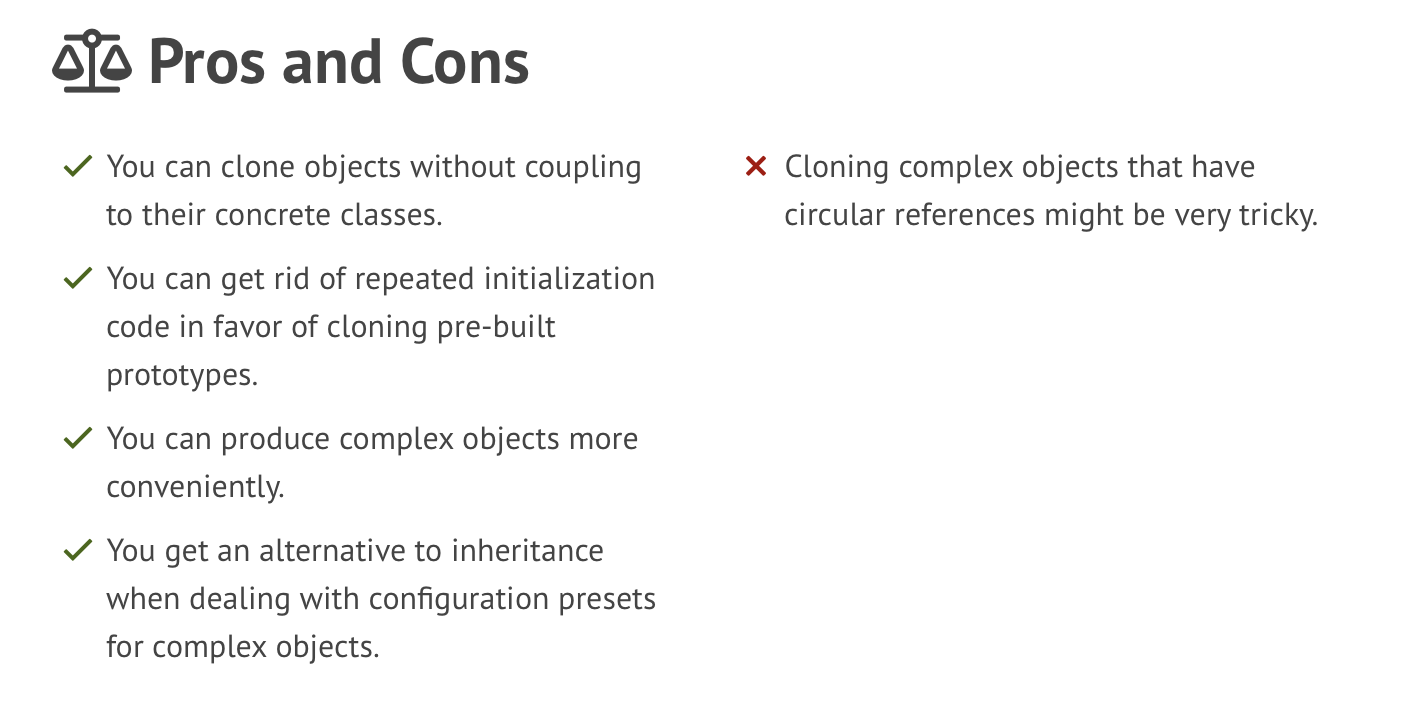 Pros and Cons
You can clone objects without coupling
to their concrete classes.
You can get rid of repeated initialization
code in favor of cloning pre-built
prototypes.
You can produce complex objects more
conveniently.
You get an alternative to inheritance
when dealing with configuration presets
for complex objects.
Cloning complex objects that have
circular references might be very tricky.